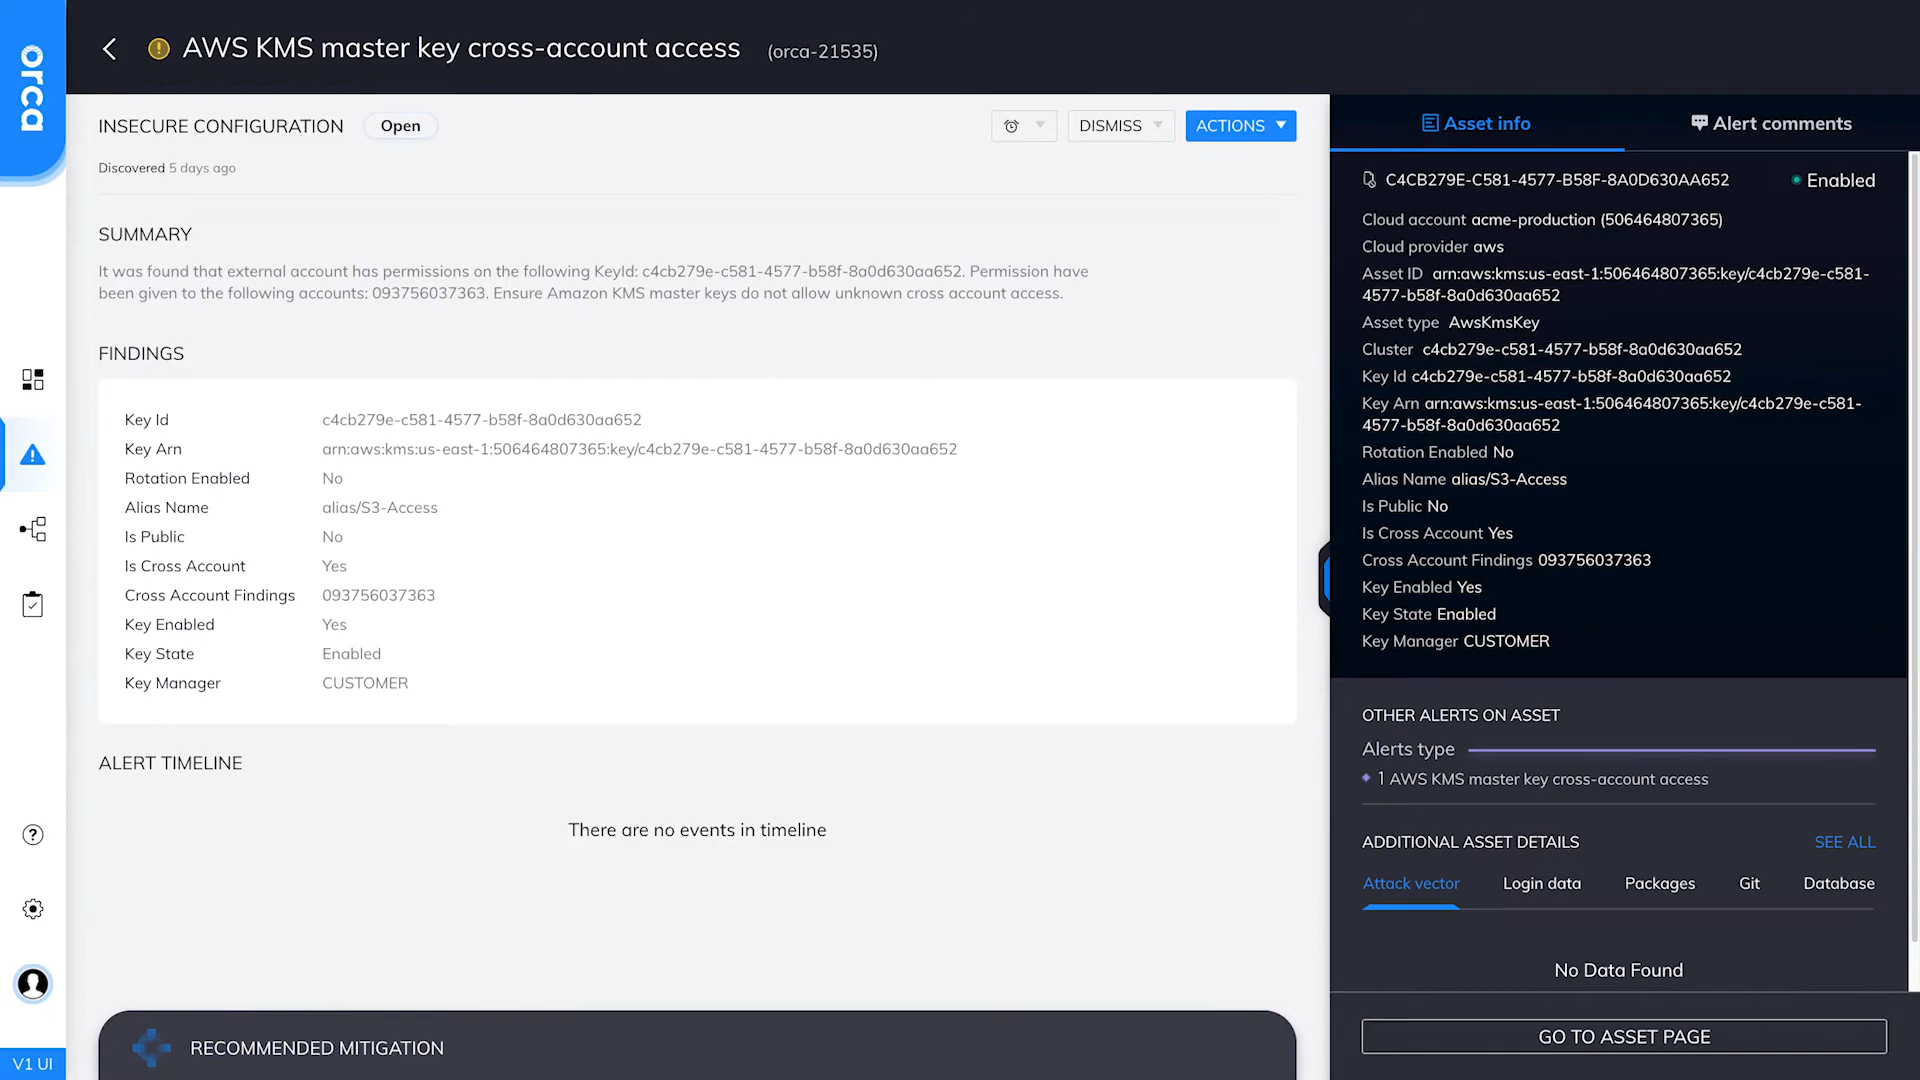 orca
AWS KMS master key cross-account access (orca-21535)
INSECURE CONFIGURATION Open
DISMISS
ACTIONS
Discovered 5 days ago
SUMMARY
It was found that external account has permissions on the following KeyId: c4cb279e-c581-4577-b58f-8a0d630aa652. Permission have
been given to the following accounts: 093756037363. Ensure Amazon KMS master keys do not allow unknown cross account access.
FINDINGS
Key Id c4cb279e-c581-4577-b58f-8a0d630aa652
Key Arn arn:aws:kms:us-east-1:506464807365:key/c4cb279e-c581-4577-b58f-8a0d630aa652
Rotation Enabled No
Alias Name alias/S3-Access
Is Public No
Is Cross Account Yes
Cross Account Findings 093756037363
Key Enabled Yes
Key State Enabled
Key Manager CUSTOMER
ALERT TIMELINE
There are no events in timeline
RECOMMENDED MITIGATION
V1 UI
Asset info
Alert comments
C4CB279E-C581-4577-B58F-8A0D630AA652 Enabled
Cloud account acme-production (506464807365)
Cloud provider aws
Asset ID arn:aws:kms:us-east-1:506464807365:key/c4cb279e-c581-
4577-b58f-8a0d630aa652
Asset type AwsKmsKey
Cluster c4cb279e-c581-4577-b58f-8a0d630aa652
Key Id c4cb279e-c581-4577-b58f-8a0d630aa652
Key Arn arn:aws:kms:us-east-1:506464807365:key/c4cb279e-c581-
4577-b58f-8a0d630aa652
Rotation Enabled No
Alias Name alias/S3-Access
Is Public No
Is Cross Account Yes
Cross Account Findings 093756037363
Key Enabled Yes
Key State Enabled
Key Manager CUSTOMER
OTHER ALERTS ON ASSET
Alerts type
1 AWS KMS master key cross-account access
ADDITIONAL ASSET DETAILS SEE ALL
Attack vector Login data Packages Git Database
No Data Found
GO TO ASSET PAGE